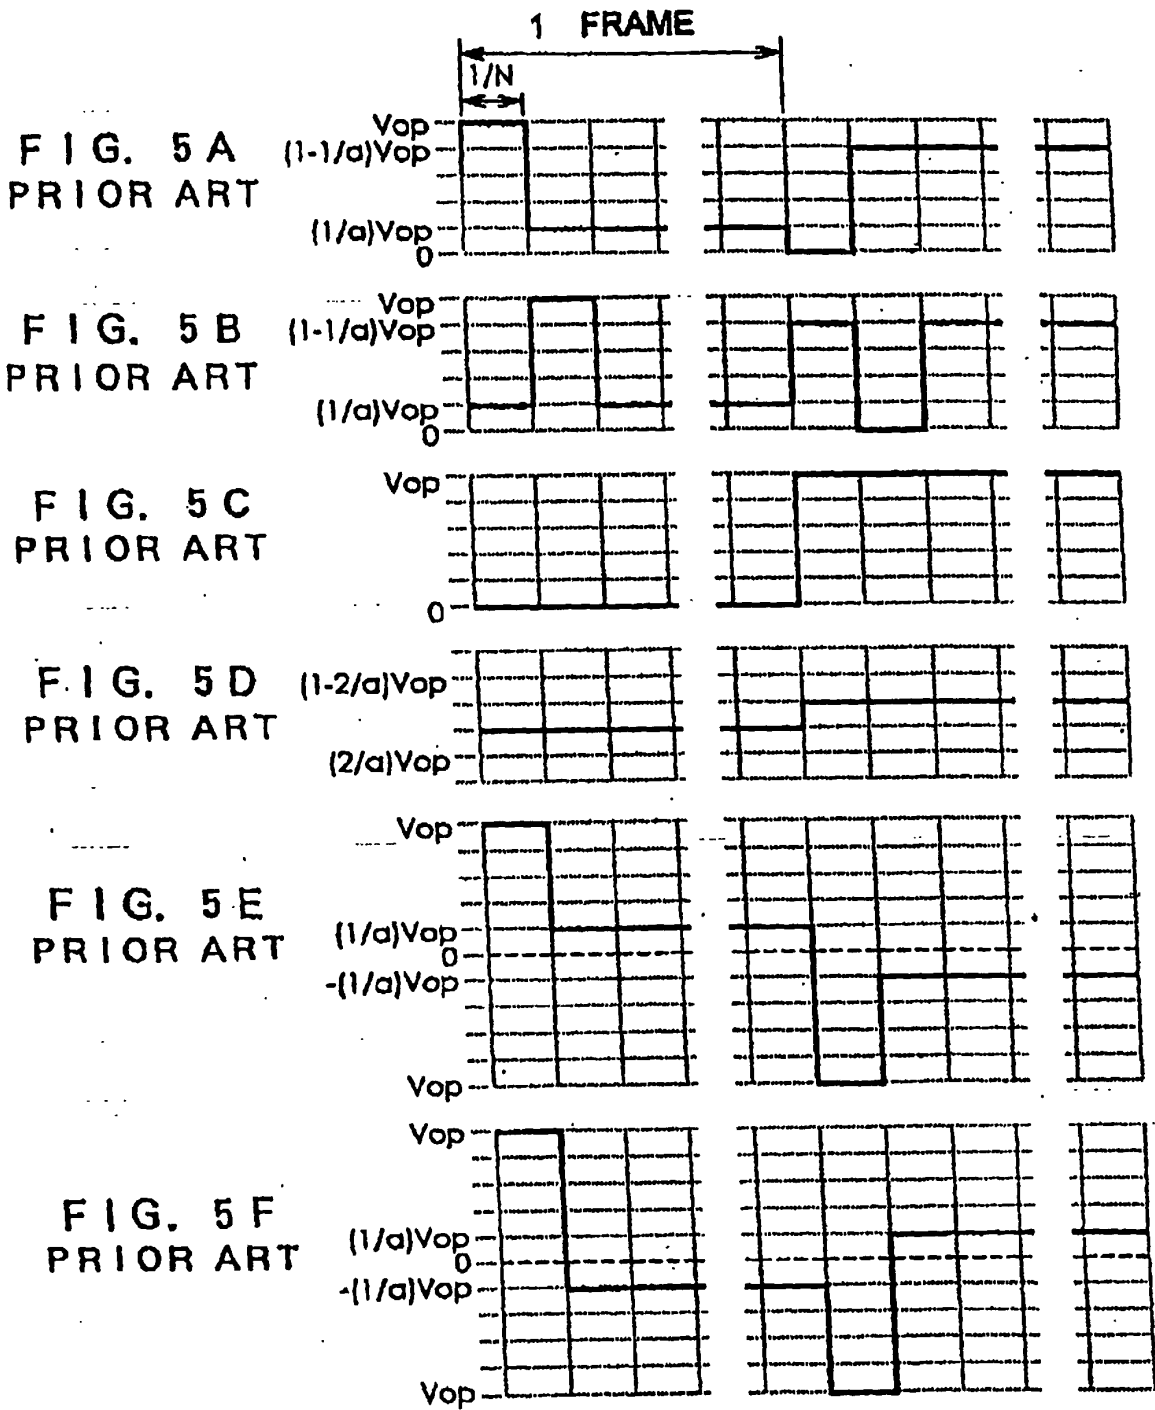 1 FRAME
1/N
FIG. 5A
PRIOR ART
Vop
(1-1/a)Vop
(1/a)Vop
0
FIG. 5B
PRIOR ART
Vop
(1-1/a)Vop
(1/a)Vop
0
FIG. 5C
PRIOR ART
Vop
0
FIG. 5D
PRIOR ART
(1-2/a)Vop
(2/a)Vop
FIG. 5E
PRIOR ART
Vop
(1/a)Vop
0
-(1/a)Vop
Vop
FIG. 5F
PRIOR ART
Vop
(1/a)Vop
0
-(1/a)Vop
Vop